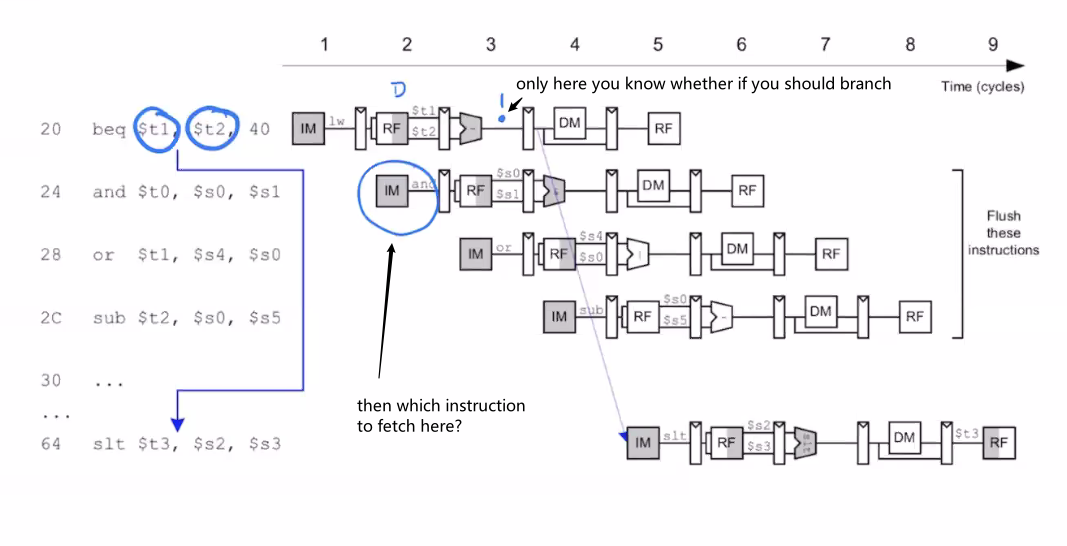 1 2 3 4 5 6 7 8 9
Time (cycles)
only here you know whether if you should branch
D
!
20 beq $t1, $t2, 40 IM lw RF $t1 $t2 - DM RF
24 and $t0, $s0, $s1 IM and RF $s0 $s1 DM RF
28 or $t1, $s4, $s0 IM or RF $s4 $s0 | DM RF
2C sub $t2, $s0, $s5 IM sub RF $s0 $s5 - DM RF
Flush
these
instructions
30 ...
...
then which instruction
to fetch here?
64 slt $t3, $s2, $s3 IM slt RF $s2 $s3 DM $t3 RF